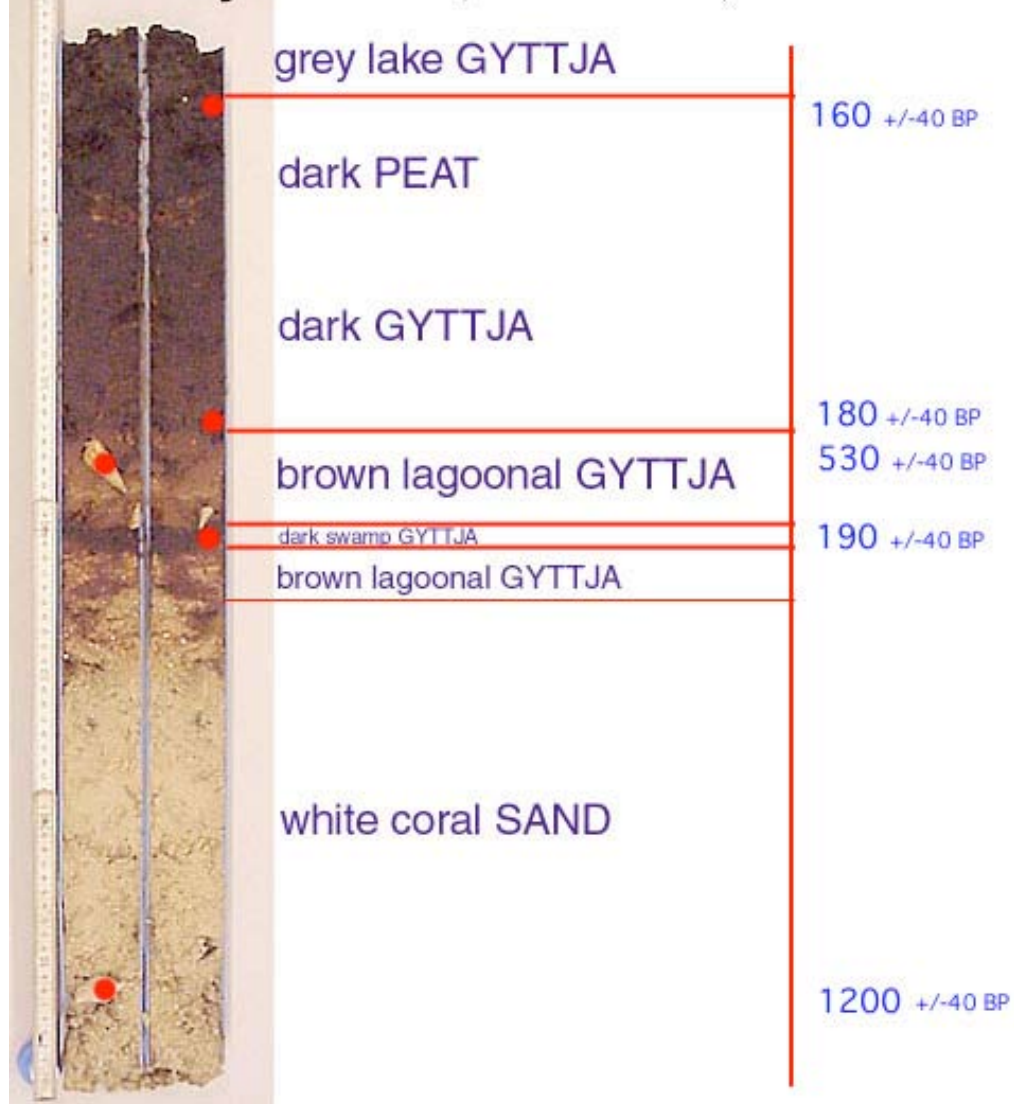 grey lake GYTTJA
160 +/-40 BP
dark PEAT
dark GYTTJA
180 +/-40 BP
530 +/-40 BP
brown lagoonal GYTTJA
190 +/-40 BP
dark swamp GYTTJA
brown lagoonal GYTTJA
white coral SAND
1200 +/-40 BP